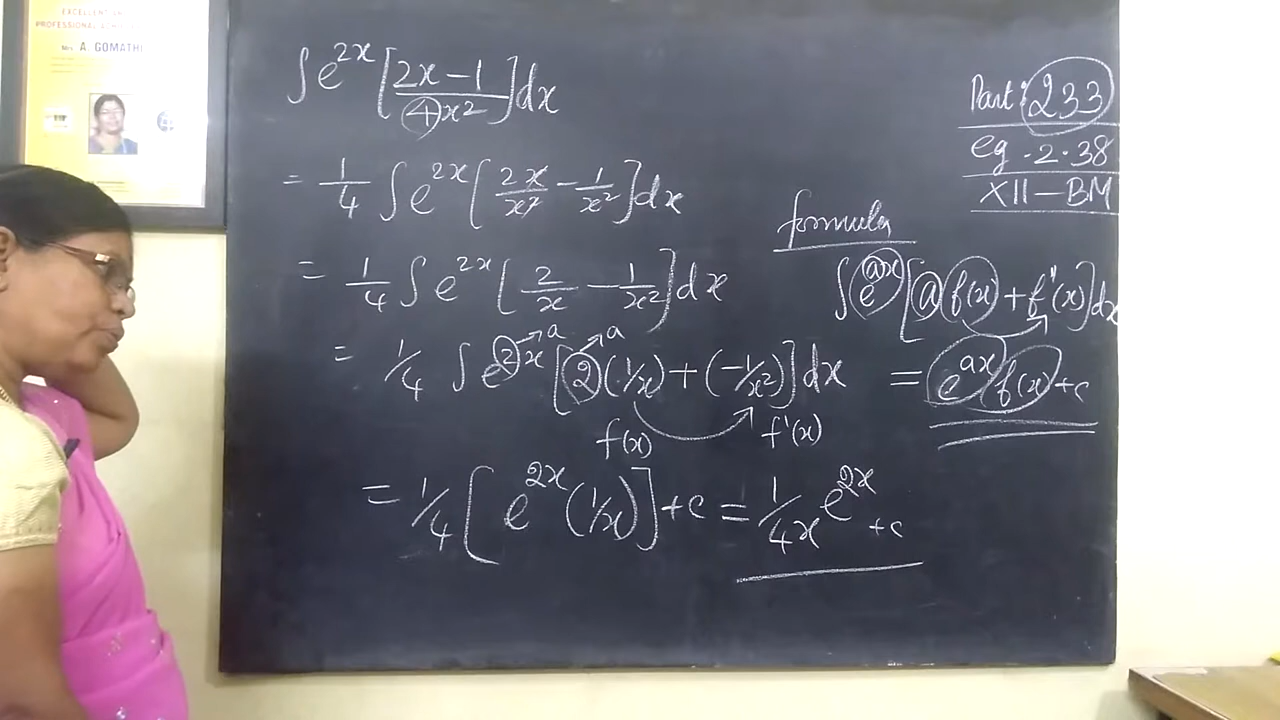 PROFESSIONAL
Mrs. A. GOMATHI
∫e^{2x} [(2x-1)/(4x²)] dx
= 1/4 ∫e^{2x} [2x/x² - 1/x²] dx
= 1/4 ∫e^{2x} [2/x - 1/x²] dx
= 1/4 ∫e^{2x} [2(1/x) + (-1/x²)] dx
a a
f(x) f'(x)
= 1/4 [e^{2x} (1/x)] + c = 1/4x e^{2x} + c
Part: 233
eg. 2.38
XII - BM
formula
∫e^{ax} [a f(x) + f'(x)] dx
= e^{ax} f(x) + c